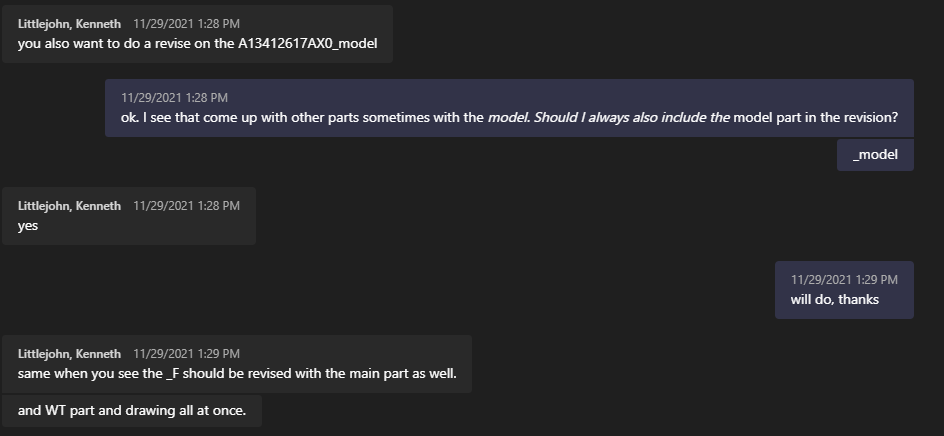 Littlejohn, Kenneth 11/29/2021 1:28 PM
you also want to do a revise on the A13412617AX0_model
11/29/2021 1:28 PM
ok. I see that come up with other parts sometimes with the model. Should I always also include the model part in the revision?
_model
Littlejohn, Kenneth 11/29/2021 1:28 PM
yes
11/29/2021 1:29 PM
will do, thanks
Littlejohn, Kenneth 11/29/2021 1:29 PM
same when you see the _F should be revised with the main part as well.
and WT part and drawing all at once.